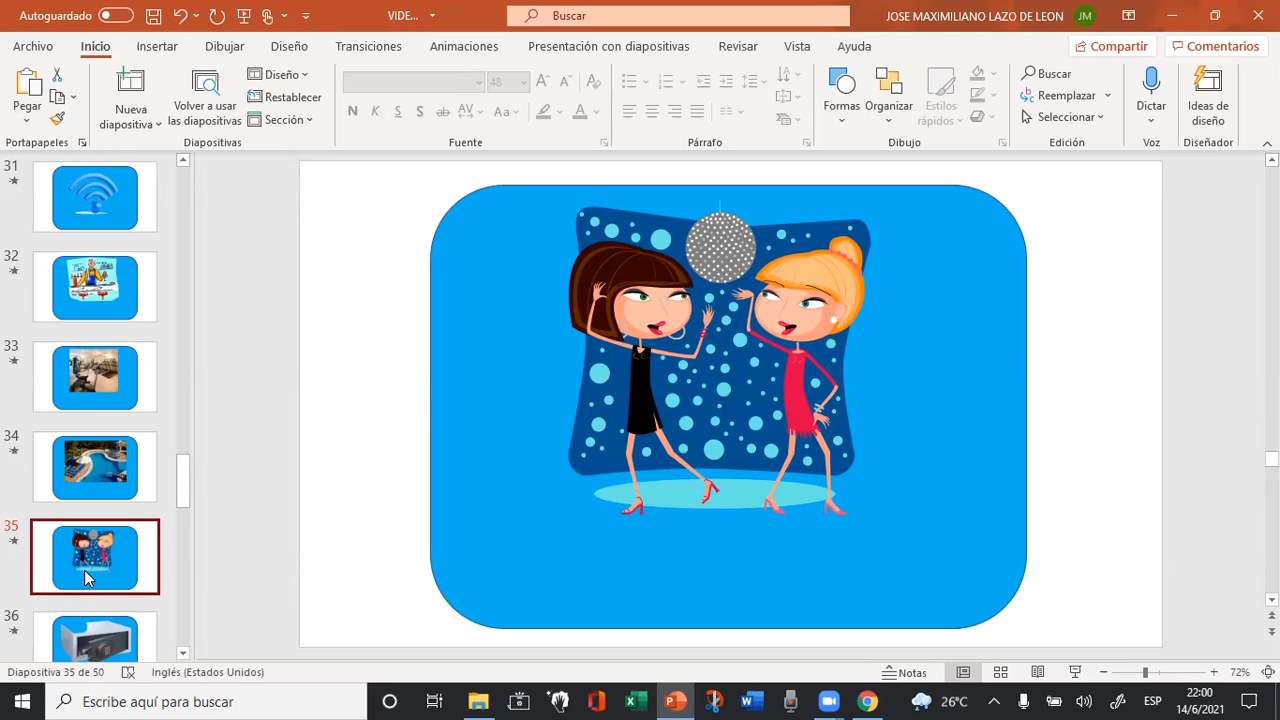 Autoguardado
VIDE...
Buscar
JOSE MAXIMILIANO LAZO DE LEON
JM
Archivo
Inicio
Insertar
Dibujar
Diseño
Transiciones
Animaciones
Presentación con diapositivas
Revisar
Vista
Ayuda
Compartir
Comentarios
Pegar
Nueva
diapositiva
Volver a usar
las diapositivas
Diseño
Restablecer
Sección
48
N
K
S
S
ab
AV
Aa
A
Formas
Organizar
Estilos
rápidos
Buscar
Reemplazar
Seleccionar
Dictar
Ideas de
diseño
Portapapeles
Diapositivas
Fuente
Párrafo
Dibujo
Edición
Voz
Diseñador
31
32
33
34
35
36
Diapositiva 35 de 50
Inglés (Estados Unidos)
Notas
72%
Escribe aquí para buscar
26°C
ESP
22:00
14/6/2021